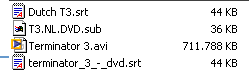 Dutch T3.srt 44 KB
T3.NL.DVD.sub 36 KB
Terminator 3.avi 711.788 KB
terminator_3_-_dvd.srt 44 KB